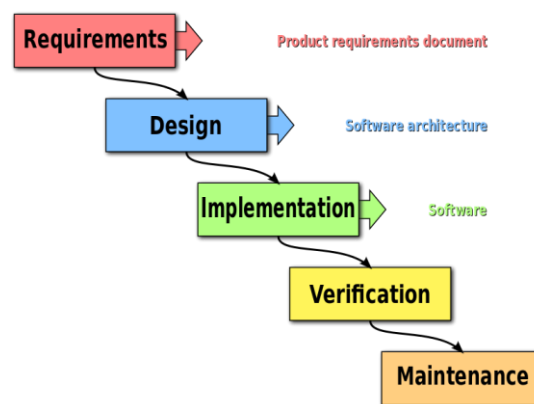 Requirements
Product requirements document
Design
Software architecture
Implementation
Software
Verification
Maintenance